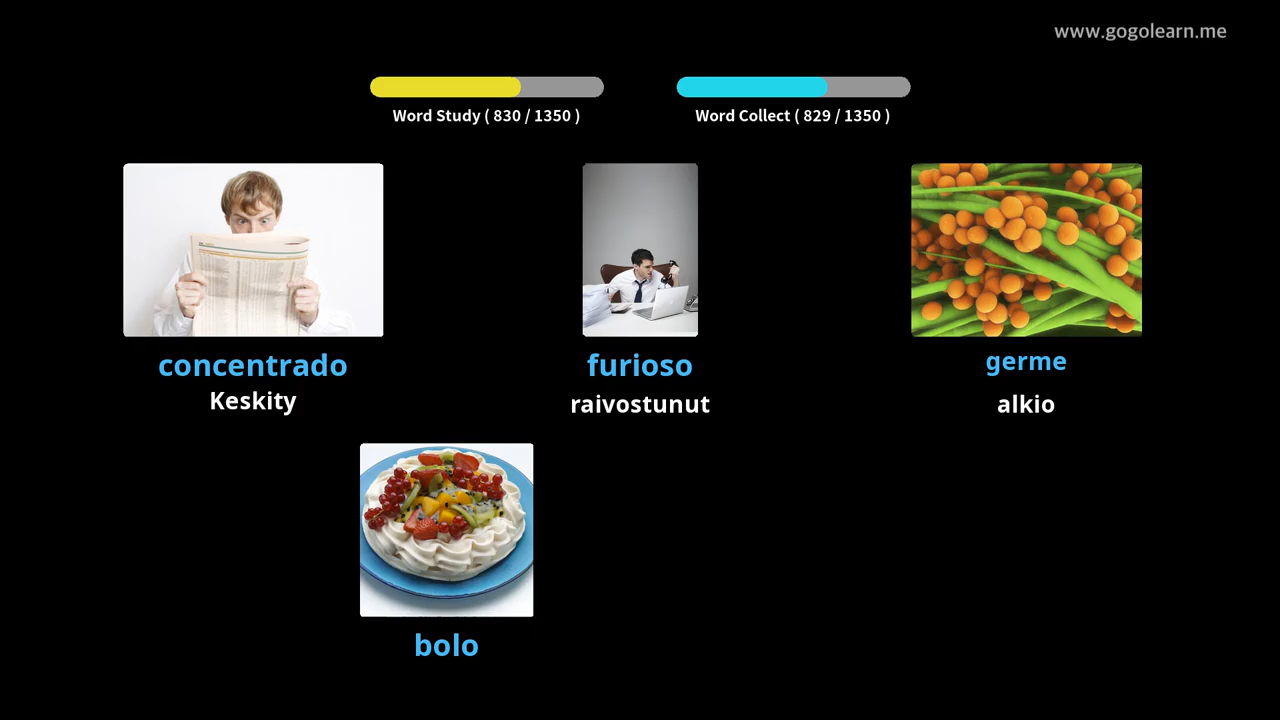 www.gogolearn.me
Word Study ( 830 / 1350 )
Word Collect ( 829 / 1350 )
concentrado
Keskity
furioso
raivostunut
germe
alkio
bolo